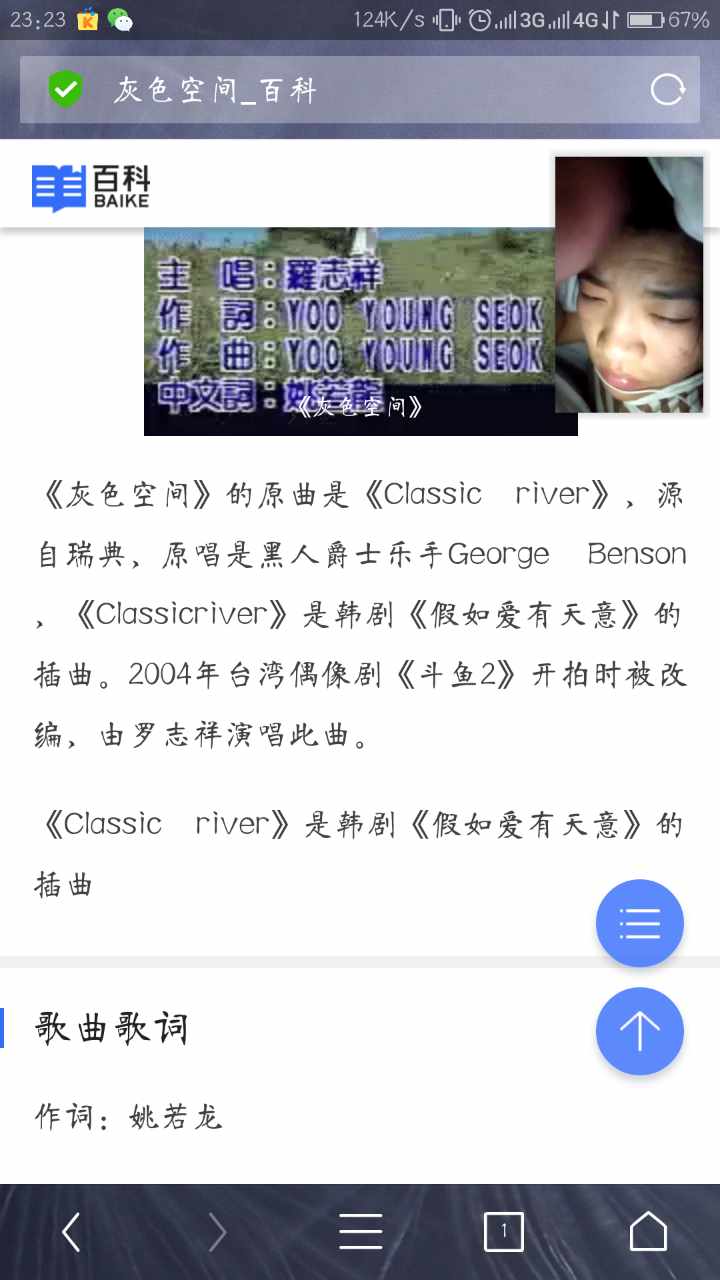 23:23 124K/s 3G 4G 67%
灰色空间_百科
百科
BAIKE
主 唱：羅志祥
作 詞：YOO YOUNG SEOK
作 曲：YOO YOUNG SEOK
中文詞：姚若龍
《灰色空间》
《灰色空间》的原曲是《Classic river》，源
自瑞典，原唱是黑人爵士乐手George Benson
，《Classicriver》是韩剧《假如爱有天意》的
插曲。2004年台湾偶像剧《斗鱼2》开拍时被改
编，由罗志祥演唱此曲。
《Classic river》是韩剧《假如爱有天意》的
插曲
歌曲歌词
作词：姚若龙
1